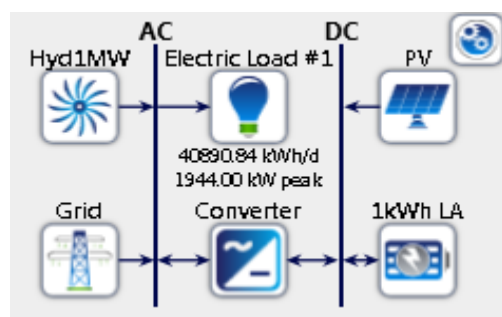 AC DC
Hyd1MW Electric Load #1 PV
40890.84 kWh/d
1944.00 kW peak
Grid Converter 1kWh LA